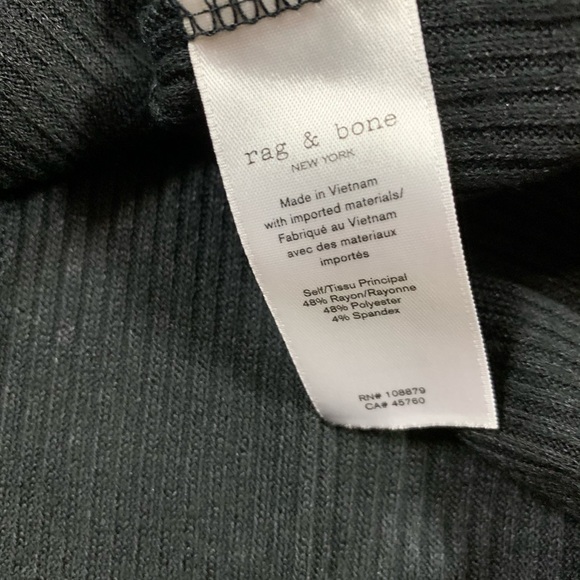 rag & bone
NEW YORK
Made in Vietnam
with imported materials/
Fabriqué au Vietnam
avec des materiaux
importés
Self/Tissu Principal
48% Rayon/Rayonne
48% Polyester
4% Spandex
RN# 108879
CA# 45760